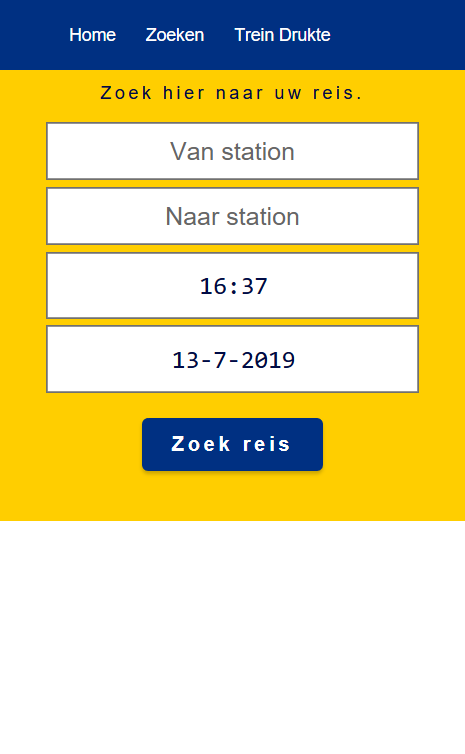 Home Zoeken Trein Drukte
Zoek hier naar uw reis.
Van station
Naar station
16:37
13-7-2019
Zoek reis